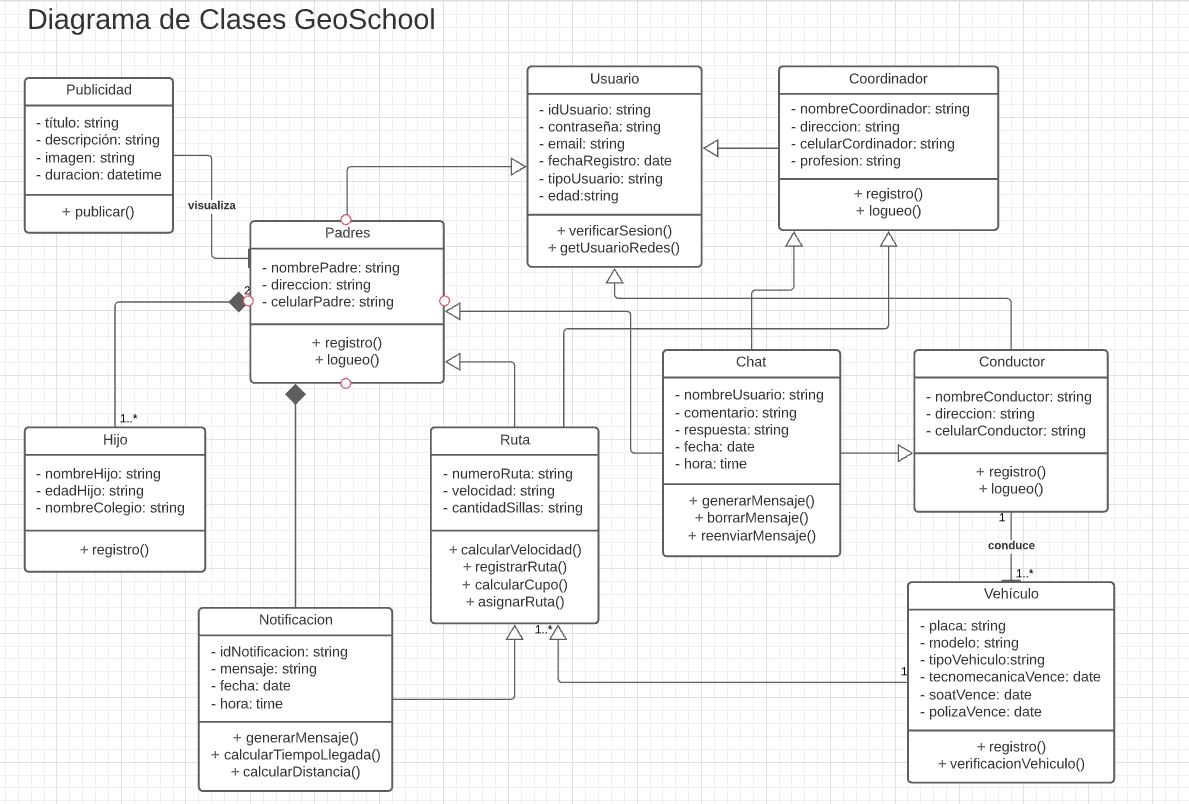 Diagrama de Clases GeoSchool
Publicidad
- título: string
- descripción: string
- imagen: string
- duracion: datetime
+ publicar()
visualiza
Usuario
- idUsuario: string
- contraseña: string
- email: string
- fechaRegistro: date
- tipoUsuario: string
- edad:string
+ verificarSesion()
+ getUsuarioRedes()
Coordinador
- nombreCoordinador: string
- direccion: string
- celularCordinador: string
- profesion: string
+ registro()
+ logueo()
Padres
- nombrePadre: string
- direccion: string
- celularPadre: string
+ registro()
+ logueo()
2
1..*
Hijo
- nombreHijo: string
- edadHijo: string
- nombreColegio: string
+ registro()
Ruta
- numeroRuta: string
- velocidad: string
- cantidadSillas: string
+ calcularVelocidad()
+ registrarRuta()
+ calcularCupo()
+ asignarRuta()
1..*
Chat
- nombreUsuario: string
- comentario: string
- respuesta: string
- fecha: date
- hora: time
+ generarMensaje()
+ borrarMensaje()
+ reenviarMensaje()
Conductor
- nombreConductor: string
- direccion: string
- celularConductor: string
+ registro()
+ logueo()
1
conduce
1..*
Notificacion
- idNotificacion: string
- mensaje: string
- fecha: date
- hora: time
+ generarMensaje()
+ calcularTiempoLlegada()
+ calcularDistancia()
1
Vehículo
- placa: string
- modelo: string
- tipoVehiculo:string
- tecnomecanicaVence: date
- soatVence: date
- polizaVence: date
+ registro()
+ verificacionVehiculo()